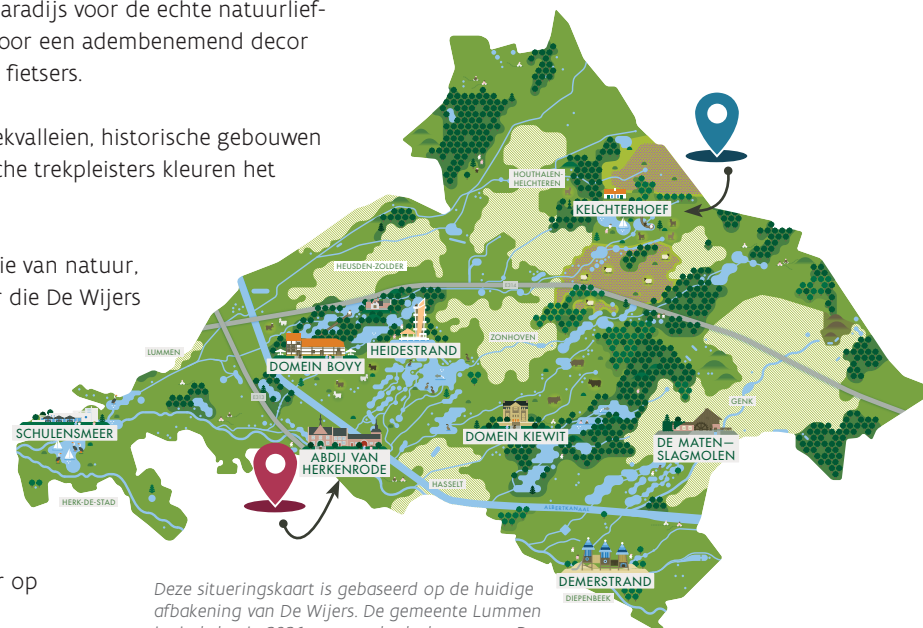 aradijs voor de echte natuurlief-
oor een adembenemend decor
fietsers.
ekvalleien, historische gebouwen
che trekpleisters kleuren het
ie van natuur,
r die De Wijers
r op
HOUTHALEN-
HELCHTEREN
KELCHTERHOEF
HEUSDEN-ZOLDER
E314
ZONHOVEN
LUMMEN
HEIDESTRAND
DOMEIN BOVY
E313
GENK
SCHULENSMEER
DOMEIN KIEWIT
DE MATEN–
SLAGMOLEN
ABDIJ VAN
HERKENRODE
HASSELT
HERK-DE-STAD
ALBERTKANAAL
DEMERSTRAND
DIEPENBEEK
Deze situeringskaart is gebaseerd op de huidige
afbakening van De Wijers. De gemeente Lummen